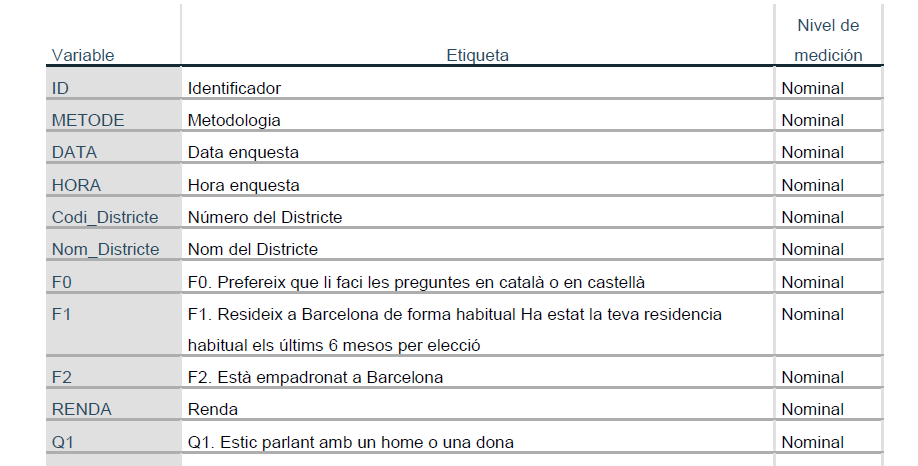 Nivel de
Variable Etiqueta medición
ID Identificador Nominal
METODE Metodologia Nominal
DATA Data enquesta Nominal
HORA Hora enquesta Nominal
Codi_Districte Número del Districte Nominal
Nom_Districte Nom del Districte Nominal
F0 F0. Prefereix que li faci les preguntes en català o en castellà Nominal
F1 F1. Resideix a Barcelona de forma habitual Ha estat la teva residencia Nominal
habitual els últims 6 mesos per elecció
F2 F2. Està empadronat a Barcelona Nominal
RENDA Renda Nominal
Q1 Q1. Estic parlant amb un home o una dona Nominal